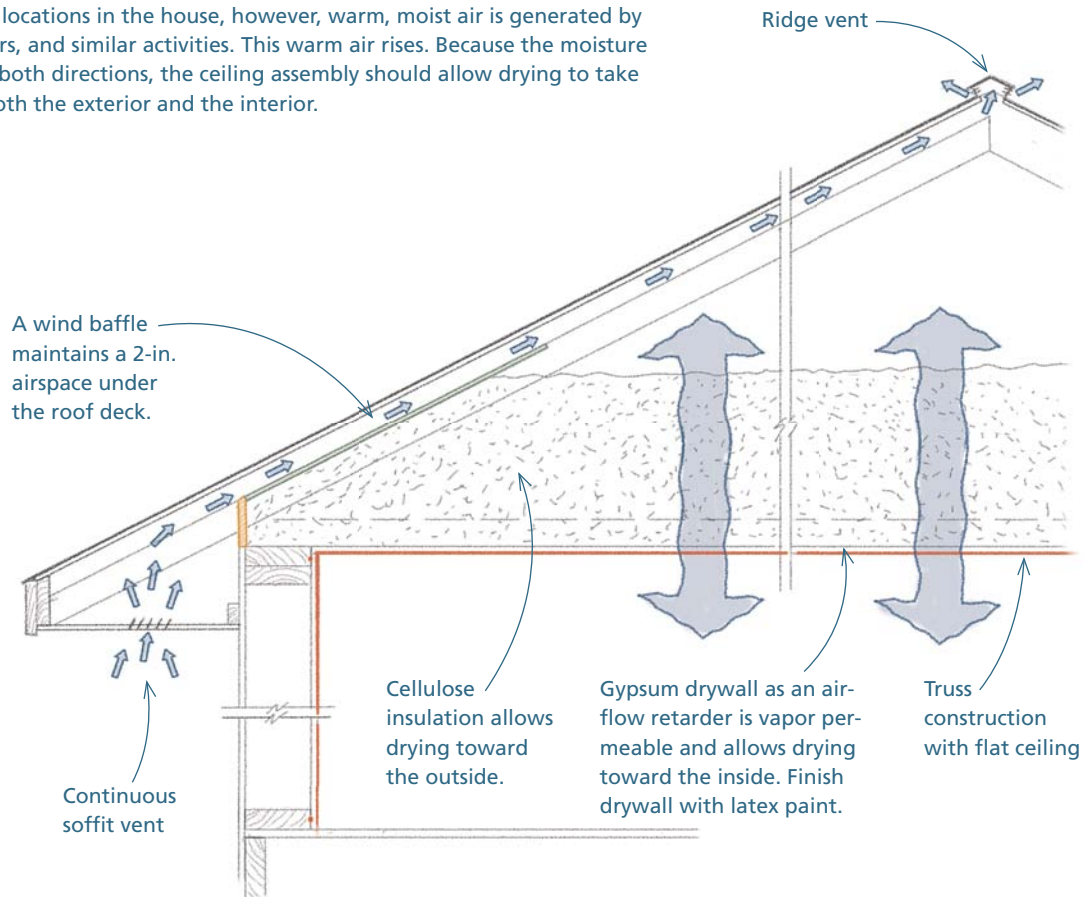 locations in the house, however, warm, moist air is generated by
rs, and similar activities. This warm air rises. Because the moisture
both directions, the ceiling assembly should allow drying to take
oth the exterior and the interior.
Ridge vent
A wind baffle
maintains a 2-in.
airspace under
the roof deck.
Cellulose
insulation allows
drying toward
the outside.
Gypsum drywall as an air-
flow retarder is vapor per-
meable and allows drying
toward the inside. Finish
drywall with latex paint.
Truss
construction
with flat ceiling
Continuous
soffit vent